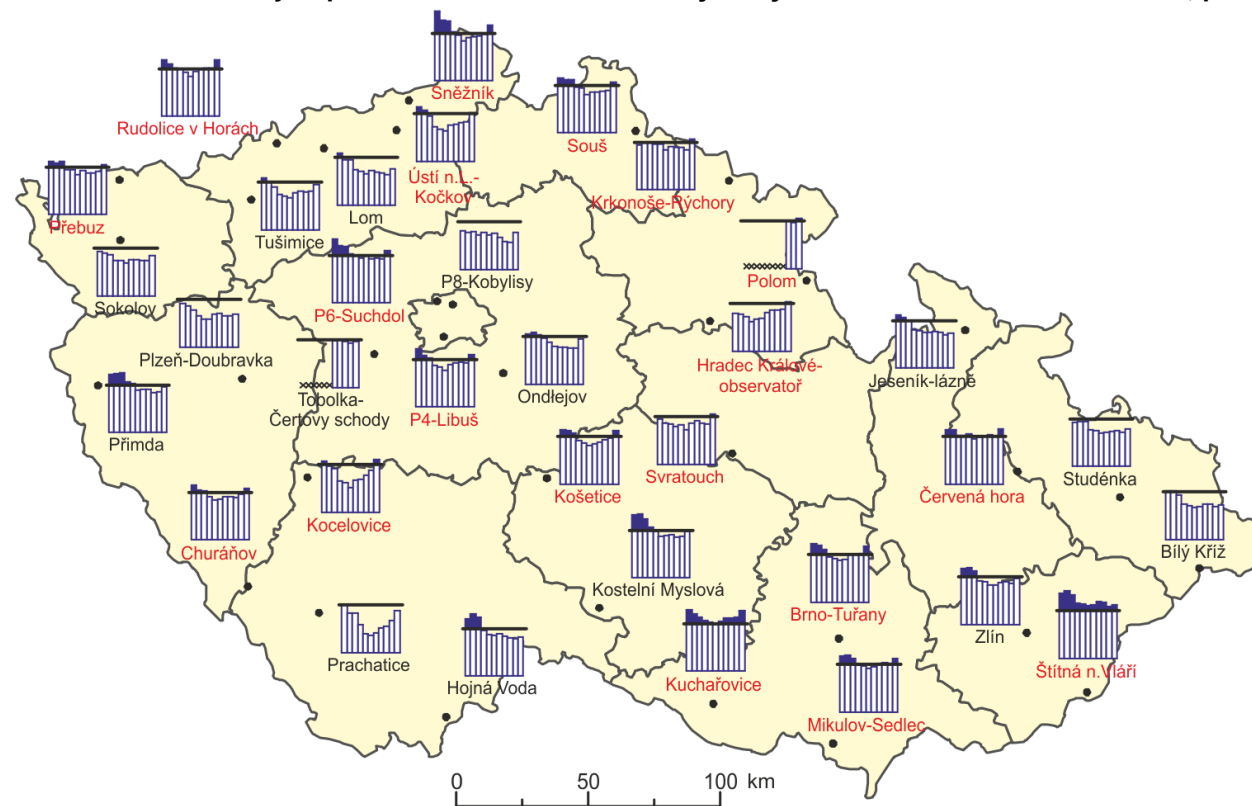 Sněžník
Rudolice v Horách
Souš
Ústí n.L.-
Kočkov
Lom
Krkonoše-Rýchory
Přebuz
Tušimice
P8-Kobylisy
Polom
Sokolov
P6-Suchdol
Plzeň-Doubravka
Hradec Králové-
observatoř
Jeseník-lázně
Tobolka-
Čertovy schody
Ondřejov
P4-Libuš
Přimda
Svratouch
Studénka
Košetice
Červená hora
Kocelovice
Churáňov
Bílý Kříž
Kostelní Myslová
Brno-Tuřany
Zlín
Prachatice
Štítná n.Vláří
Hojná Voda
Kuchařovice
Mikulov-Sedlec
0 50 100 km